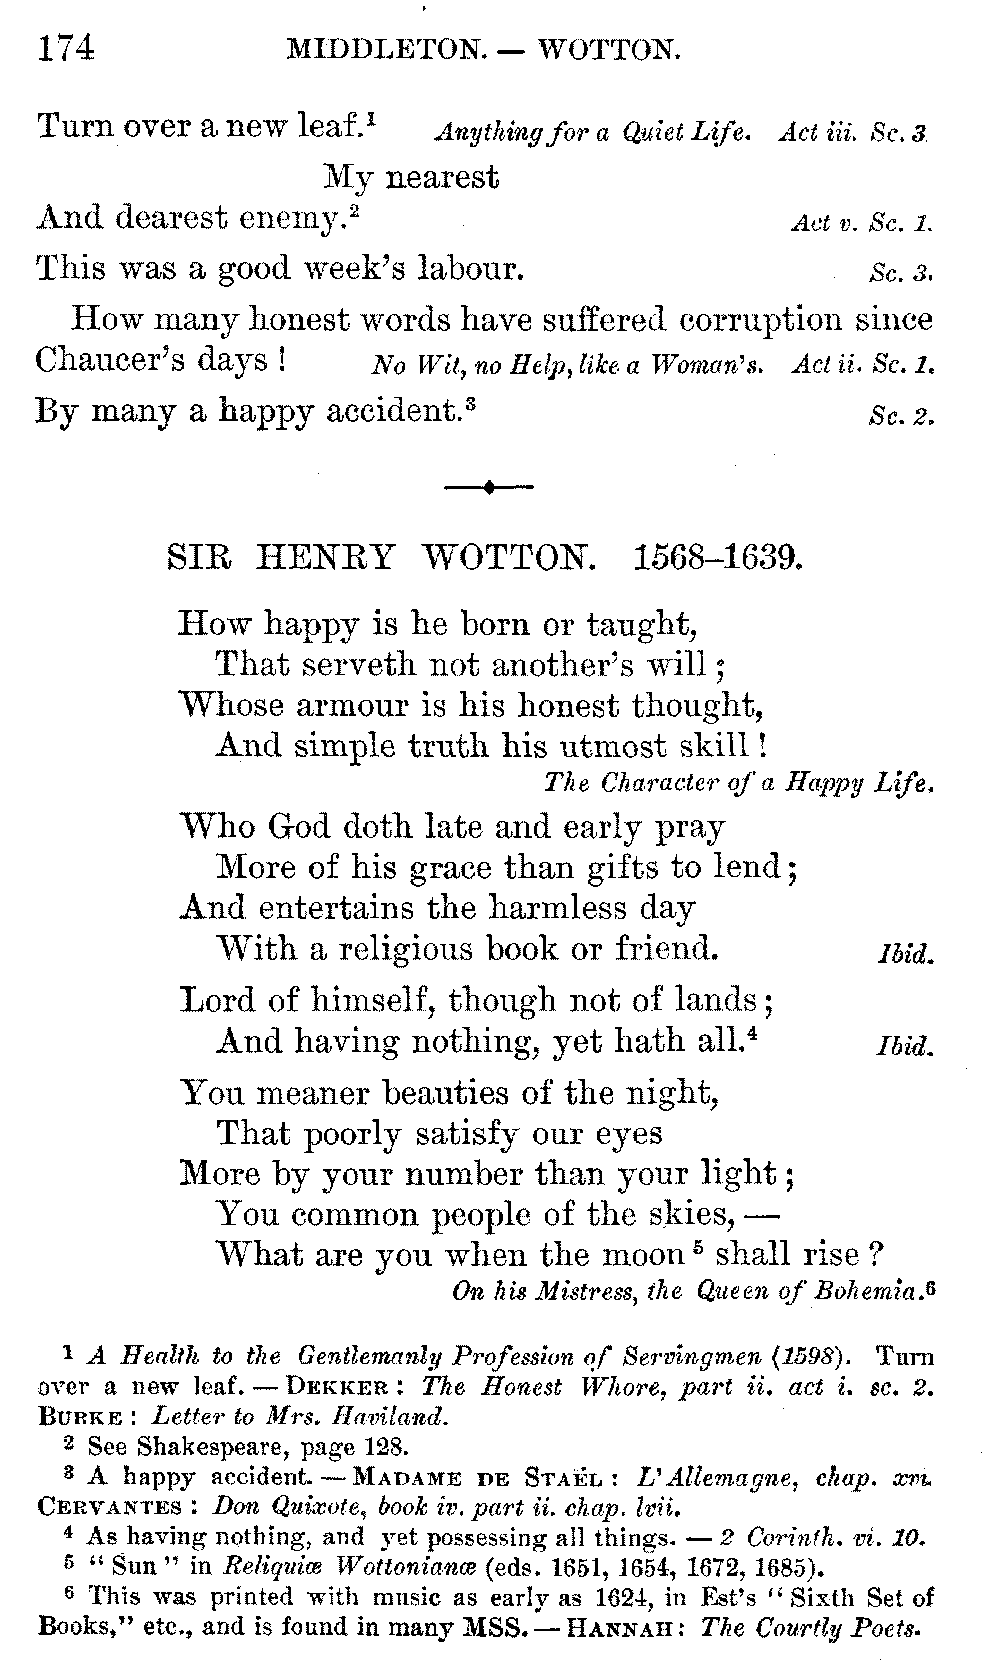 174 MIDDLETON. — WOTTON.
Turn over a new leaf.¹ Anything for a Quiet Life. Act iii. Sc. 3.
My nearest
And dearest enemy.² Act v. Sc. 1.
This was a good week's labour. Sc. 3.
How many honest words have suffered corruption since
Chaucer's days! No Wit, no Help, like a Woman's. Act ii. Sc. 1.
By many a happy accident.³ Sc. 2.
SIR HENRY WOTTON. 1568–1639.
How happy is he born or taught,
That serveth not another's will;
Whose armour is his honest thought,
And simple truth his utmost skill!
The Character of a Happy Life.
Who God doth late and early pray
More of his grace than gifts to lend;
And entertains the harmless day
With a religious book or friend. Ibid.
Lord of himself, though not of lands;
And having nothing, yet hath all.⁴ Ibid.
You meaner beauties of the night,
That poorly satisfy our eyes
More by your number than your light;
You common people of the skies, —
What are you when the moon⁵ shall rise?
On his Mistress, the Queen of Bohemia.⁶
¹ A Health to the Gentlemanly Profession of Servingmen (1598). Turn
over a new leaf. — DEKKER: The Honest Whore, part ii. act i. sc. 2.
BURKE: Letter to Mrs. Haviland.
² See Shakespeare, page 128.
³ A happy accident. — MADAME DE STAËL: L'Allemagne, chap. xvi.
CERVANTES: Don Quixote, book iv. part ii. chap. lvii.
⁴ As having nothing, and yet possessing all things. — 2 Corinth. vi. 10.
⁵ "Sun" in Reliquiæ Wottonianæ (eds. 1651, 1654, 1672, 1685).
⁶ This was printed with music as early as 1624, in Est's "Sixth Set of
Books," etc., and is found in many MSS. — HANNAH: The Courtly Poets.